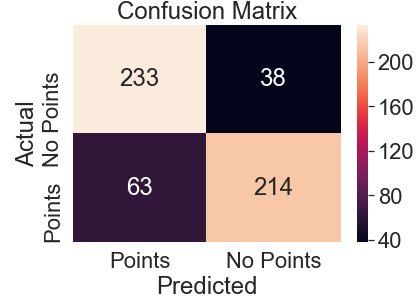 Confusion Matrix
Actual
No Points
Points
233
38
63
214
200
160
120
80
40
Points
No Points
Predicted